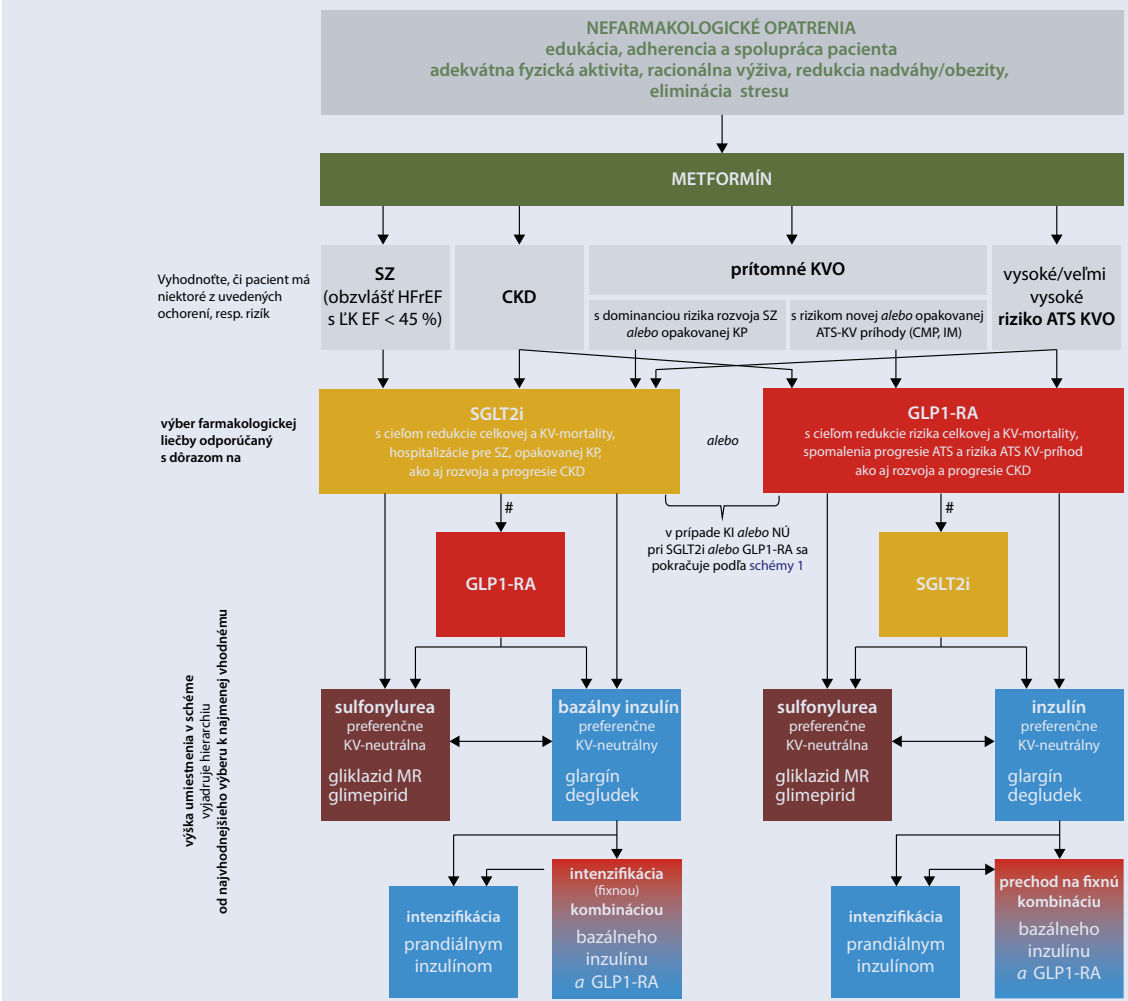 NEFARMAKOLOGICKÉ OPATRENIA
edukácia, adherencia a spolupráca pacienta
adekvátna fyzická aktivita, racionálna výživa, redukcia nadváhy/obezity,
eliminácia stresu
METFORMÍN
Vyhodnoťte, či pacient má
niektoré z uvedených
ochorení, resp. rizík
SZ
(obzvlášť HFrEF
s ĽK EF < 45 %)
CKD
prítomné KVO
s dominanciou rizika rozvoja SZ
alebo opakovanej KP
s rizikom novej alebo opakovanej
ATS-KV príhody (CMP, IM)
vysoké/veľmi
vysoké
riziko ATS KVO
výber farmakologickej
liečby odporúčaný
s dôrazom na
SGLT2i
s cieľom redukcie celkovej a KV-mortality,
hospitalizácie pre SZ, opakovanej KP,
ako aj rozvoja a progresie CKD
alebo
GLP1-RA
s cieľom redukcie rizika celkovej a KV-mortality,
spomalenia progresie ATS a rizika ATS KV-príhod
ako aj rozvoja a progresie CKD
#
#
v prípade KI alebo NÚ
pri SGLT2i alebo GLP1-RA sa
pokračuje podľa schémy 1
GLP1-RA
SGLT2i
výška umiestnenia v schéme
vyjadruje hierarchiu
od najvhodnejšieho výberu k najmenej vhodnému
sulfonylurea
preferenčne
KV-neutrálna
gliklazid MR
glimepirid
bazálny inzulín
preferenčne
KV-neutrálny
glargín
degludek
sulfonylurea
preferenčne
KV-neutrálna
gliklazid MR
glimepirid
inzulín
preferenčne
KV-neutrálny
glargín
degludek
intenzifikácia
prandiálnym
inzulínom
intenzifikácia
(fixnou)
kombináciou
bazálneho
inzulínu
a GLP1-RA
intenzifikácia
prandiálnym
inzulínom
prechod na fixnú
kombináciu
bazálneho
inzulínu
a GLP1-RA